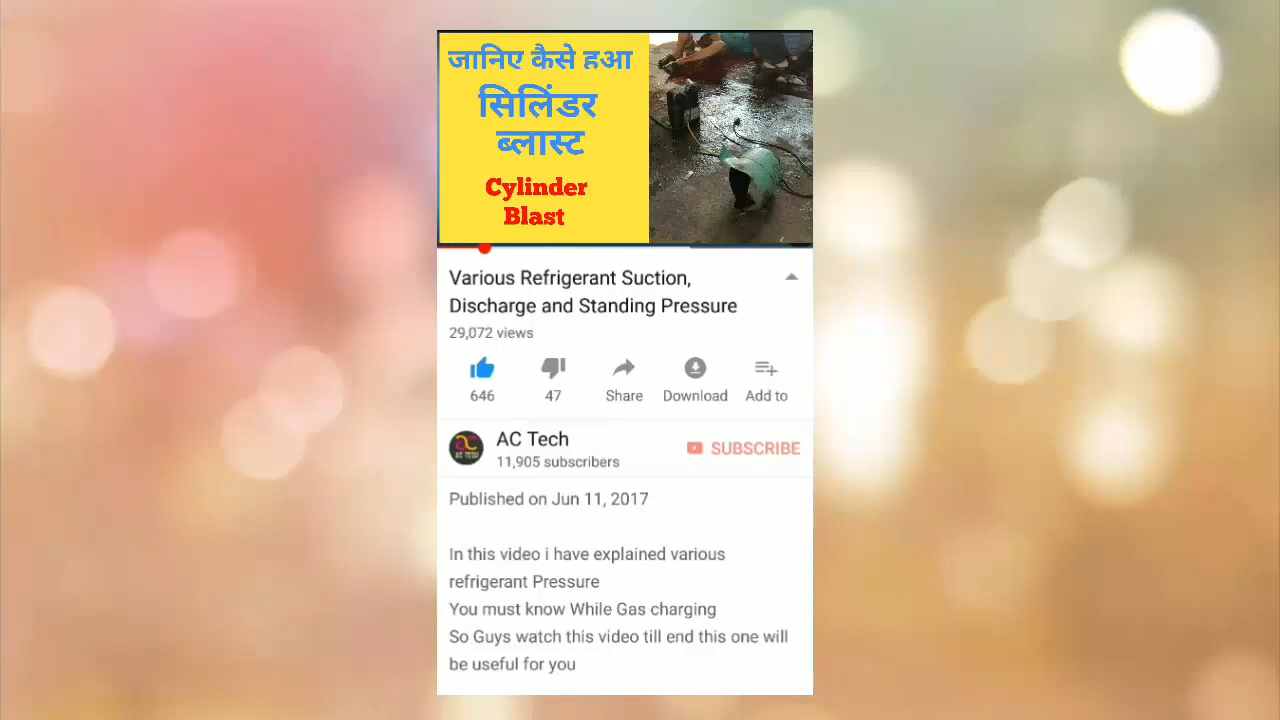 जानिए कैसे हुआ
सिलिंडर
ब्लास्ट
Cylinder
Blast
Various Refrigerant Suction,
Discharge and Standing Pressure
29,072 views
646
47
Share
Download
Add to
AC Tech
AC TECH
11,905 subscribers
SUBSCRIBE
Published on Jun 11, 2017
In this video i have explained various
refrigerant Pressure
You must know While Gas charging
So Guys watch this video till end this one will
be useful for you